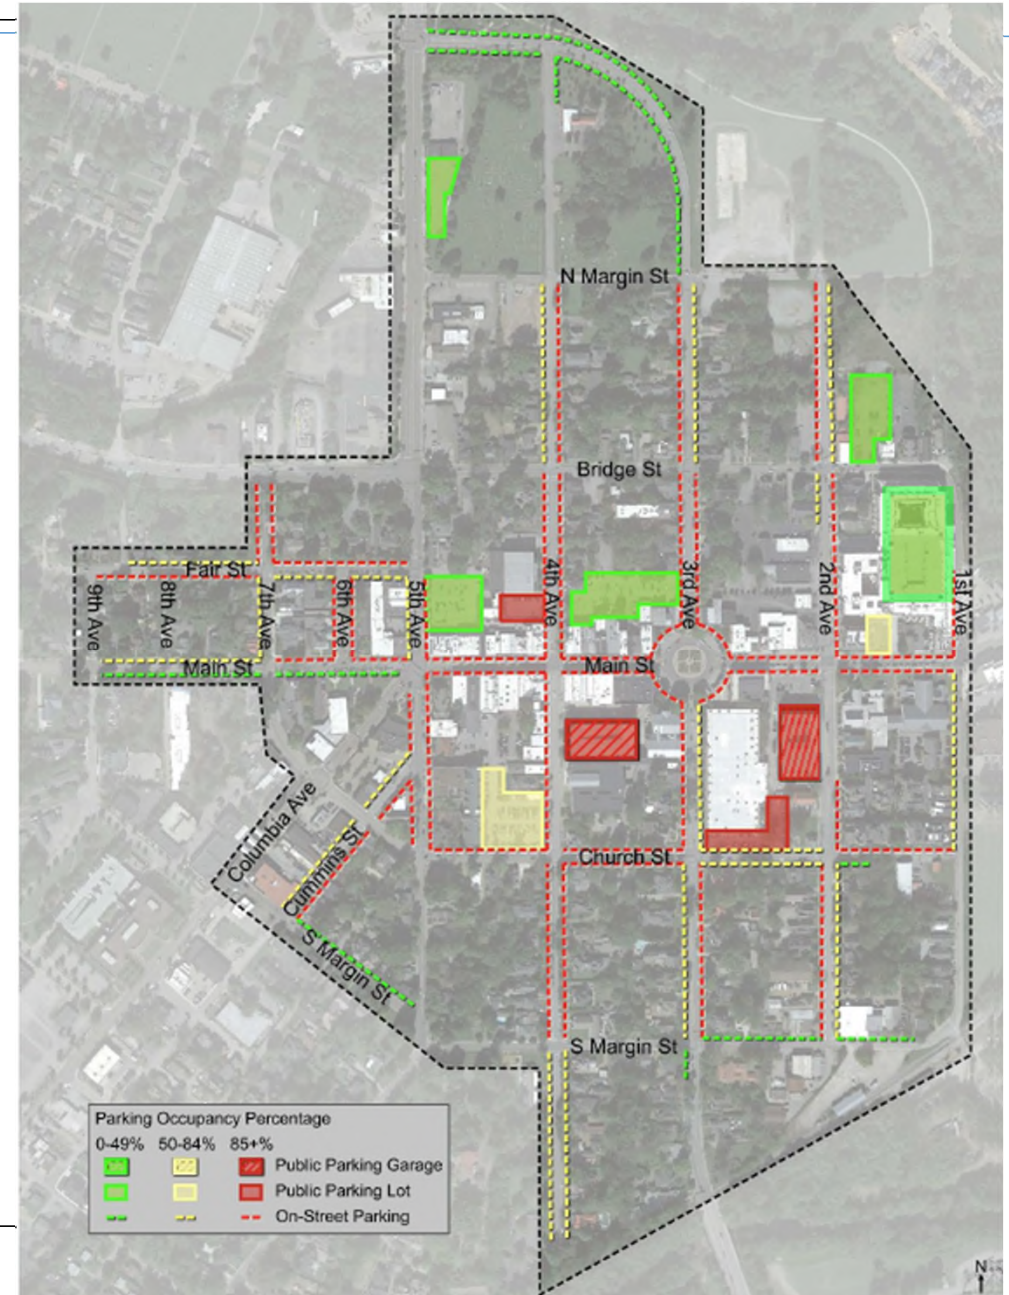 N Margin St
Bridge St
Fair St
9th Ave
8th Ave
7th Ave
6th Ave
5th Ave
4th Ave
3rd Ave
2nd Ave
1st Ave
Main St
Main St
Columbia Ave
Cummins St
Church St
S Margin St
S Margin St
Parking Occupancy Percentage
0-49% 50-84% 85+%
Public Parking Garage
Public Parking Lot
On-Street Parking
N